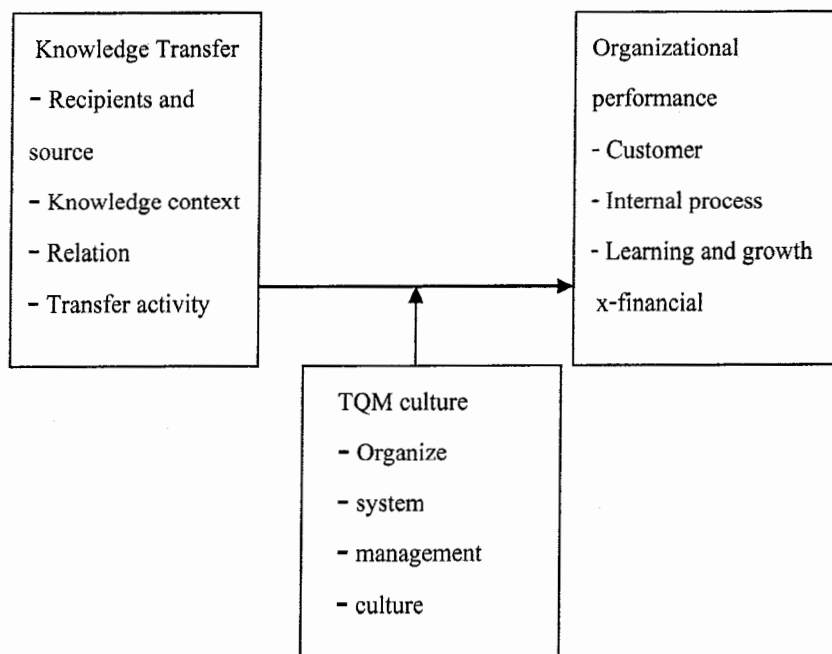 Knowledge Transfer
- Recipients and
source
- Knowledge context
- Relation
- Transfer activity
Organizational
performance
- Customer
- Internal process
- Learning and growth
x-financial
TQM culture
- Organize
- system
- management
- culture